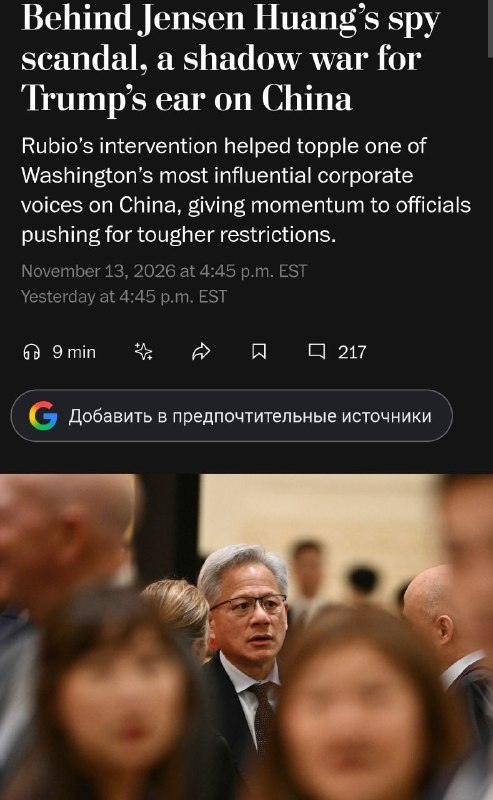 Behind Jensen Huang’s spy
scandal, a shadow war for
Trump’s ear on China
Rubio’s intervention helped topple one of
Washington’s most influential corporate
voices on China, giving momentum to officials
pushing for tougher restrictions.
November 13, 2026 at 4:45 p.m. EST
Yesterday at 4:45 p.m. EST
9 min
217
Добавить в предпочтительные источники